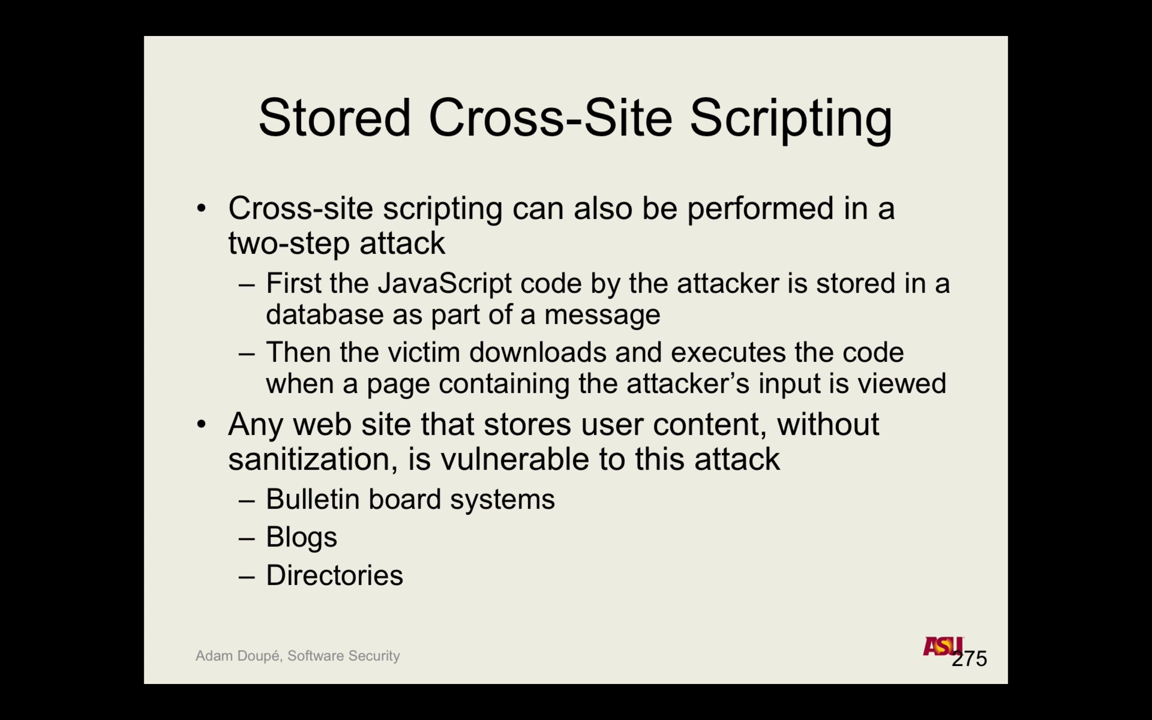 Stored Cross-Site Scripting
• Cross-site scripting can also be performed in a
two-step attack
– First the JavaScript code by the attacker is stored in a
database as part of a message
– Then the victim downloads and executes the code
when a page containing the attacker’s input is viewed
• Any web site that stores user content, without
sanitization, is vulnerable to this attack
– Bulletin board systems
– Blogs
– Directories
Adam Doupé, Software Security
ASU
275